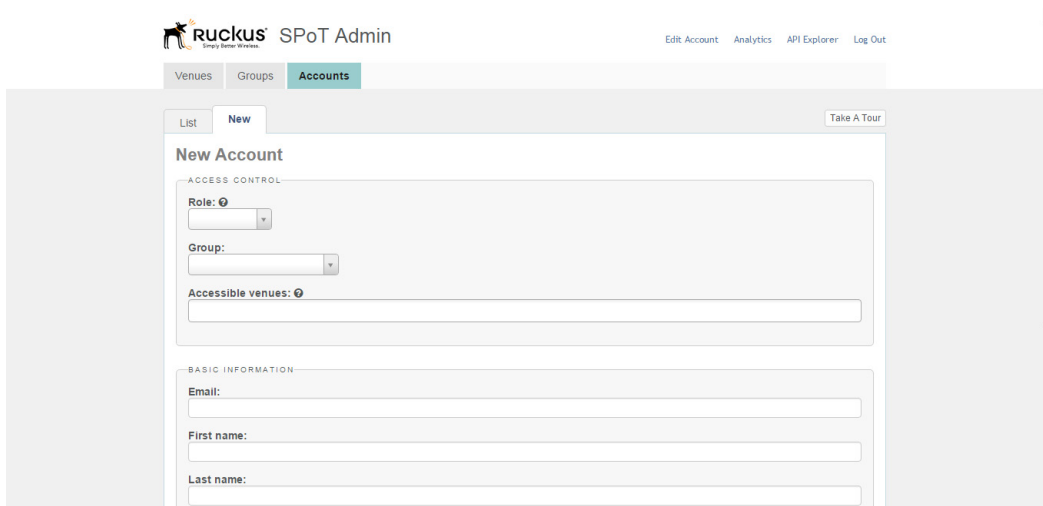 Ruckus SPoT Admin
Simply Better Wireless.
Edit Account Analytics API Explorer Log Out
Venues Groups Accounts
List New Take A Tour
New Account
ACCESS CONTROL
Role:
Group:
Accessible venues:
BASIC INFORMATION
Email:
First name:
Last name: